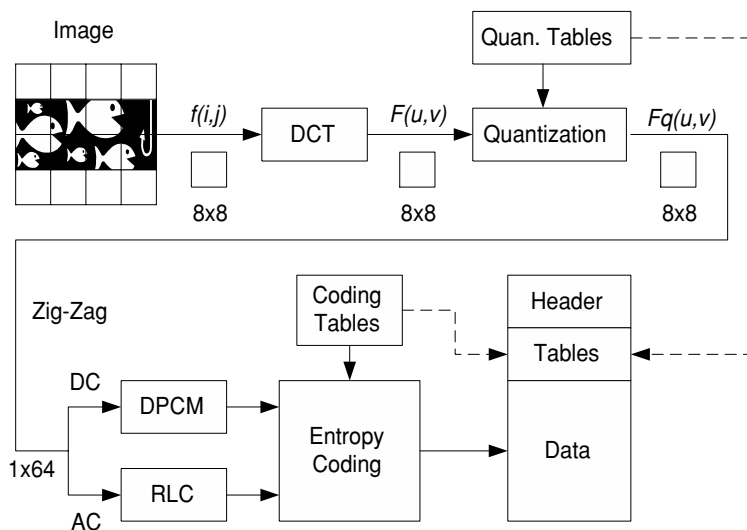 Image
Quan. Tables
f(i,j)
DCT
F(u,v)
Quantization
Fq(u,v)
8x8
8x8
8x8
Zig-Zag
Coding
Tables
Header
Tables
DC
DPCM
Entropy
Coding
Data
1x64
RLC
AC